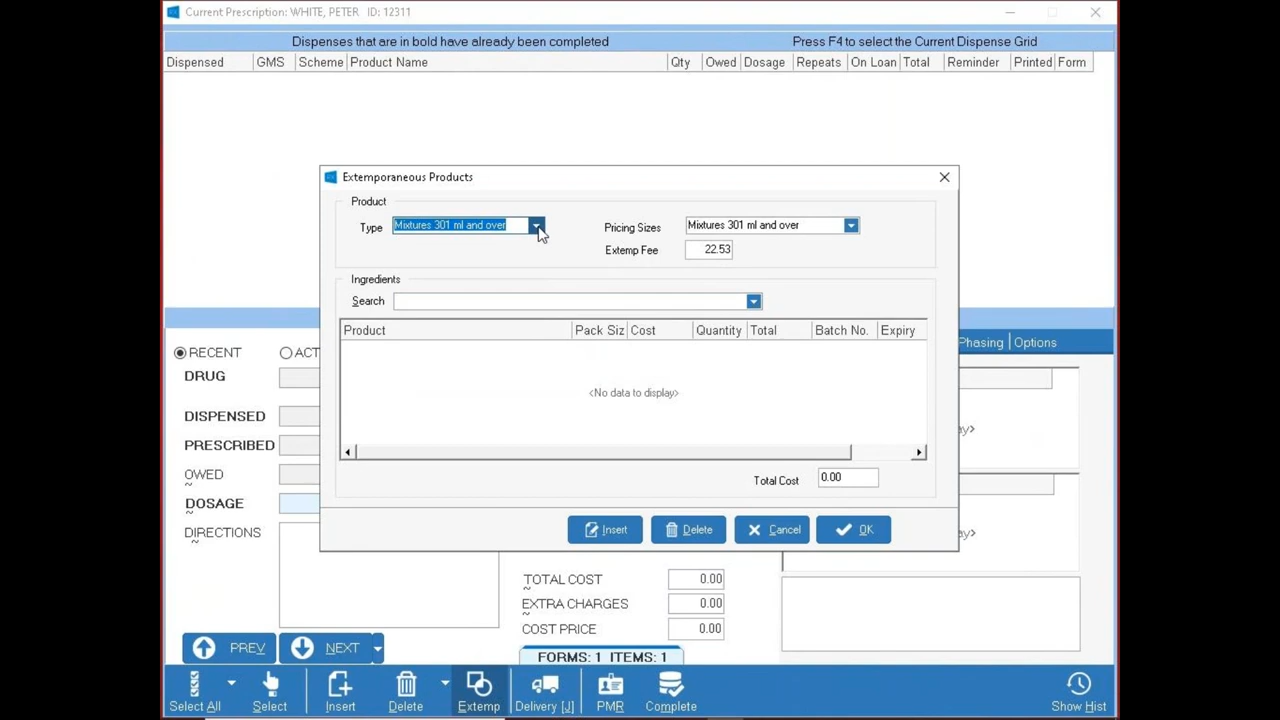 Current Prescription: WHITE, PETER  ID: 12311
Dispenses that are in bold have already been completed
Press F4 to select the Current Dispense Grid
Dispensed GMS Scheme Product Name Qty Owed Dosage Repeats On Loan Total Reminder Printed Form
Extemporaneous Products
Product
Type Mixtures 301 ml and over Pricing Sizes Mixtures 301 ml and over
Extemp Fee 22.53
Ingredients
Search
Product Pack Siz Cost Quantity Total Batch No. Expiry
<No data to display>
Total Cost 0.00
Insert Delete Cancel OK
Phasing Options
RECENT ACT
DRUG
DISPENSED
ay>
PRESCRIBED
OWED
DOSAGE
DIRECTIONS
ay>
TOTAL COST 0.00
EXTRA CHARGES 0.00
COST PRICE 0.00
PREV NEXT
FORMS: 1 ITEMS: 1
Select All Select Insert Delete Extemp Delivery [J] PMR Complete Show Hist